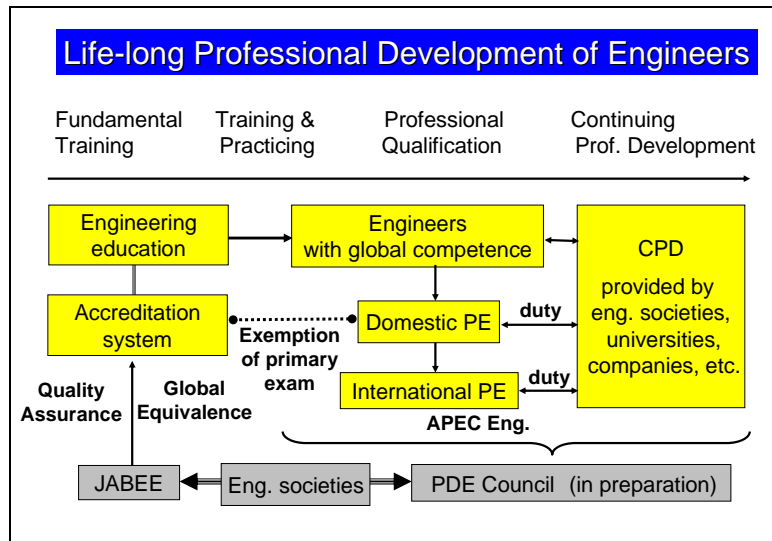 Life-long Professional Development of Engineers
Fundamental Training
Training & Practicing
Professional Qualification
Continuing Prof. Development
Engineering
education
Engineers
with global competence
CPD
provided by
eng. societies,
universities,
companies, etc.
Accreditation
system
Exemption
of primary
exam
Domestic PE
duty
International PE
duty
APEC Eng.
Quality
Assurance
Global
Equivalence
JABEE
Eng. societies
PDE Council (in preparation)